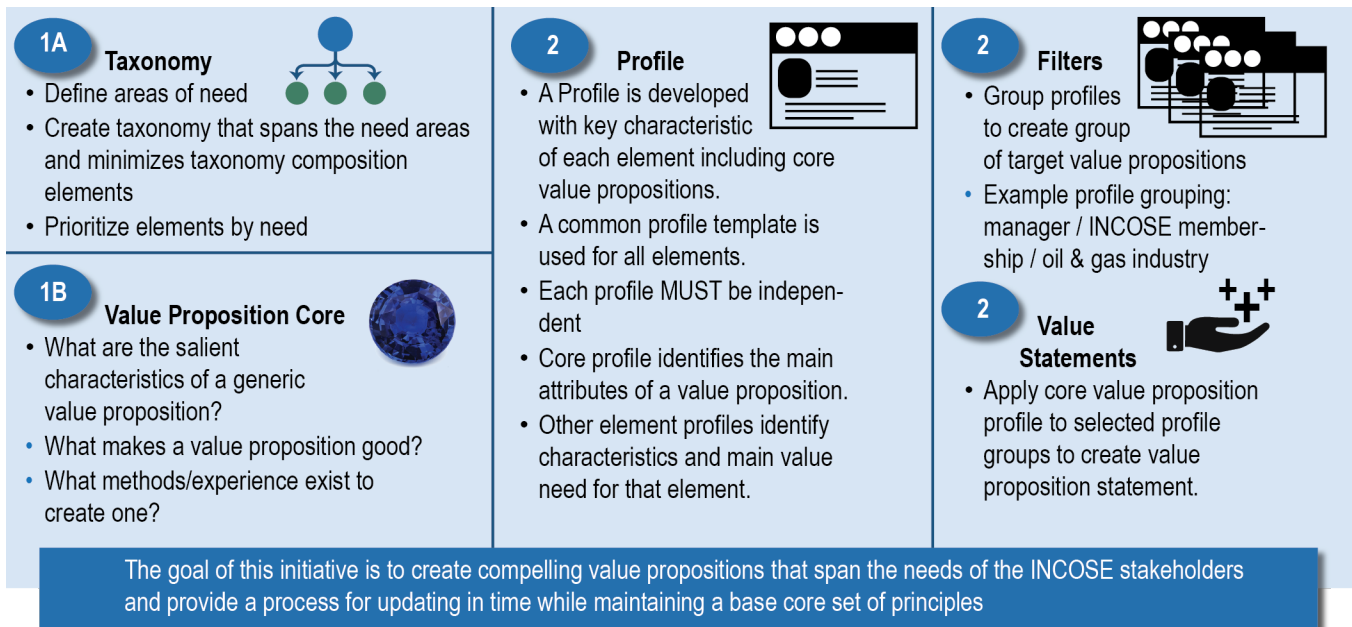 1A
Taxonomy
• Define areas of need
• Create taxonomy that spans the need areas
and minimizes taxonomy composition
elements
• Prioritize elements by need
1B
Value Proposition Core
• What are the salient
characteristics of a generic
value proposition?
• What makes a value proposition good?
• What methods/experience exist to
create one?
2
Profile
• A Profile is developed
with key characteristic
of each element including core
value propositions.
• A common profile template is
used for all elements.
• Each profile MUST be indepen-
dent
• Core profile identifies the main
attributes of a value proposition.
• Other element profiles identify
characteristics and main value
need for that element.
2
Filters
• Group profiles
to create group
of target value propositions
• Example profile grouping:
manager / INCOSE member-
ship / oil & gas industry
2
Value
Statements
• Apply core value proposition
profile to selected profile
groups to create value
proposition statement.
The goal of this initiative is to create compelling value propositions that span the needs of the INCOSE stakeholders
and provide a process for updating in time while maintaining a base core set of principles